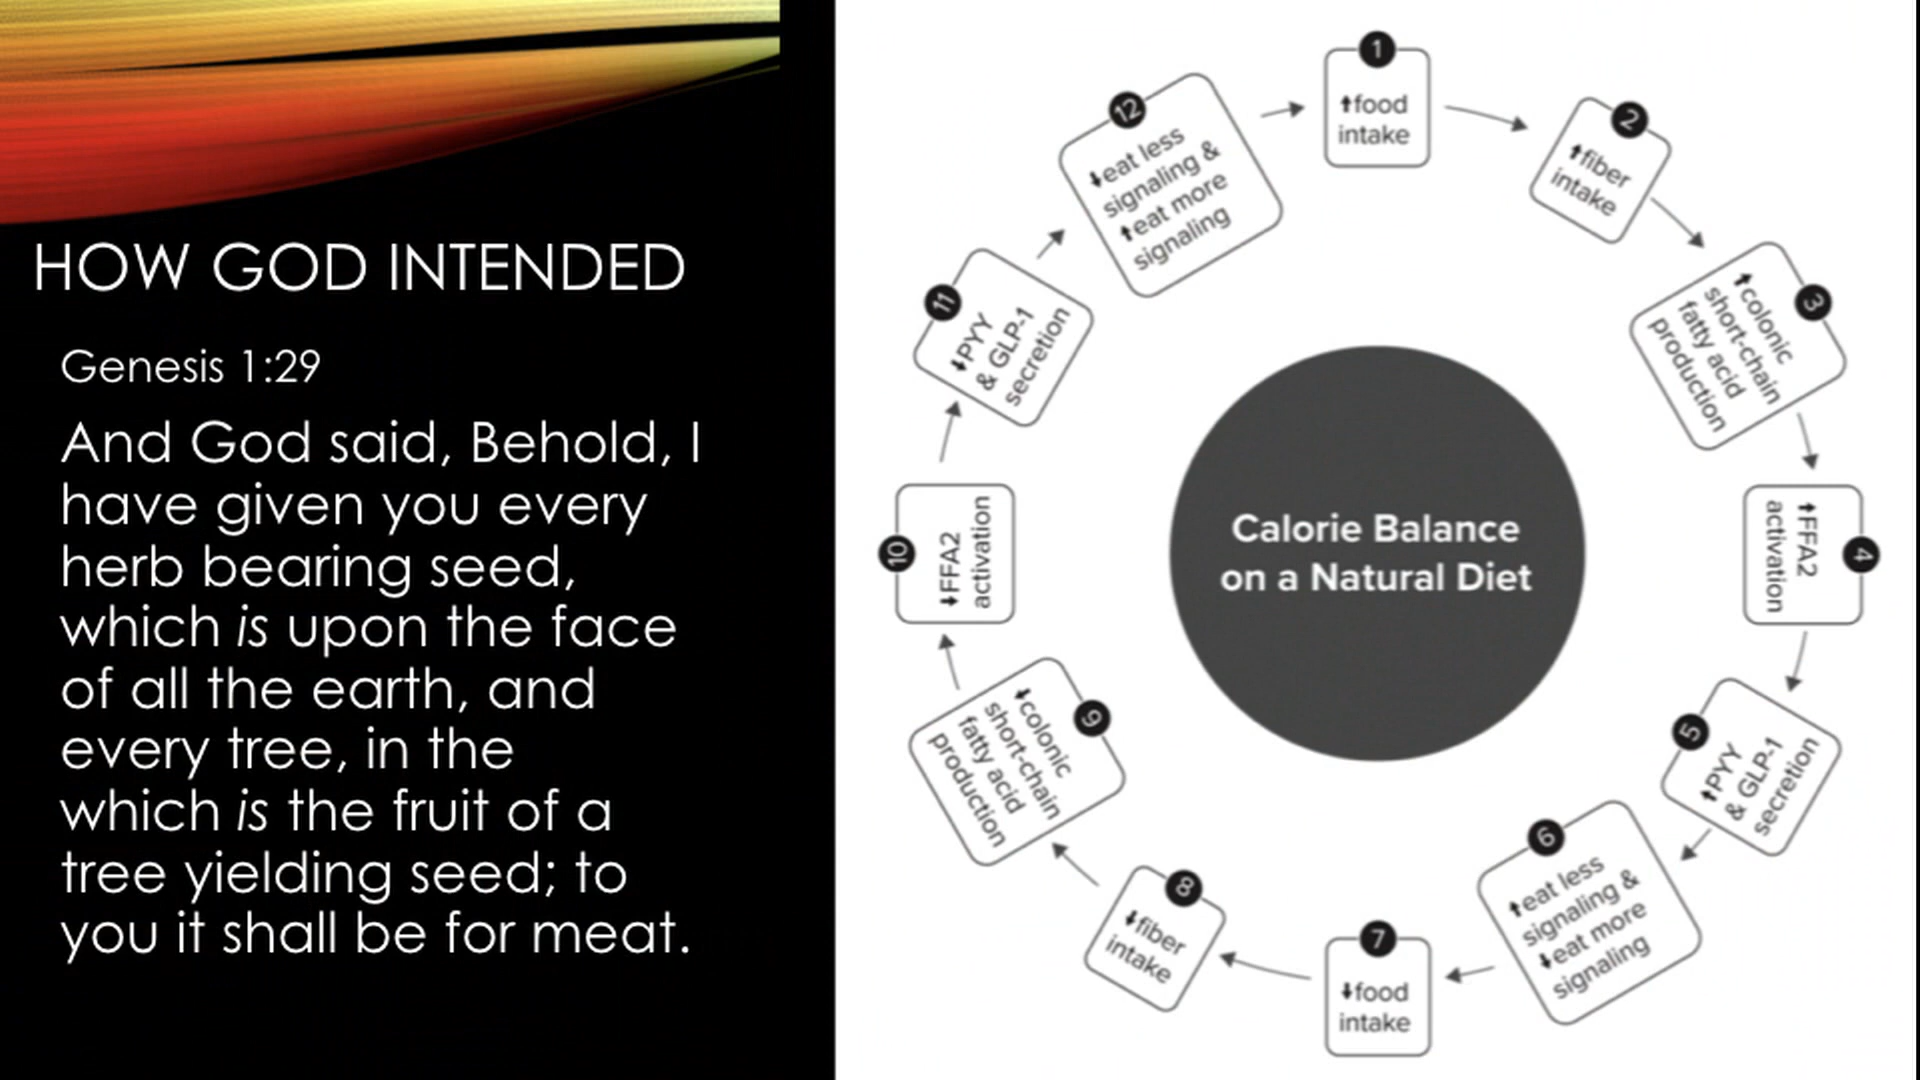 HOW GOD INTENDED
Genesis 1:29
And God said, Behold, I
have given you every
herb bearing seed,
which is upon the face
of all the earth, and
every tree, in the
which is the fruit of a
tree yielding seed; to
you it shall be for meat.
Calorie Balance
on a Natural Diet
1
↑food
intake
2
↑fiber
intake
3
↑colonic
short-chain
fatty acid
production
4
↑FFA2
activation
5
↑PYY
& GLP-1
secretion
6
↑eat less
signaling &
↓eat more
signaling
7
↓food
intake
8
↓fiber
intake
9
↓colonic
short-chain
fatty acid
production
10
↓FFA2
activation
11
↓PYY
& GLP-1
secretion
12
↓eat less
signaling &
↑eat more
signaling